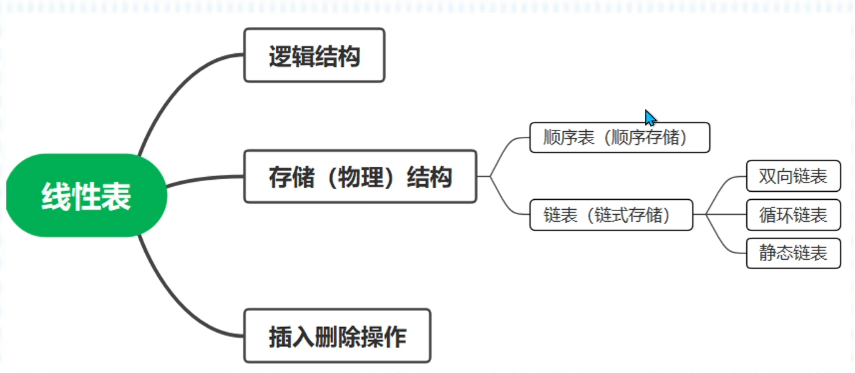 线性表
逻辑结构
存储（物理）结构
顺序表（顺序存储）
链表（链式存储）
双向链表
循环链表
静态链表
插入删除操作